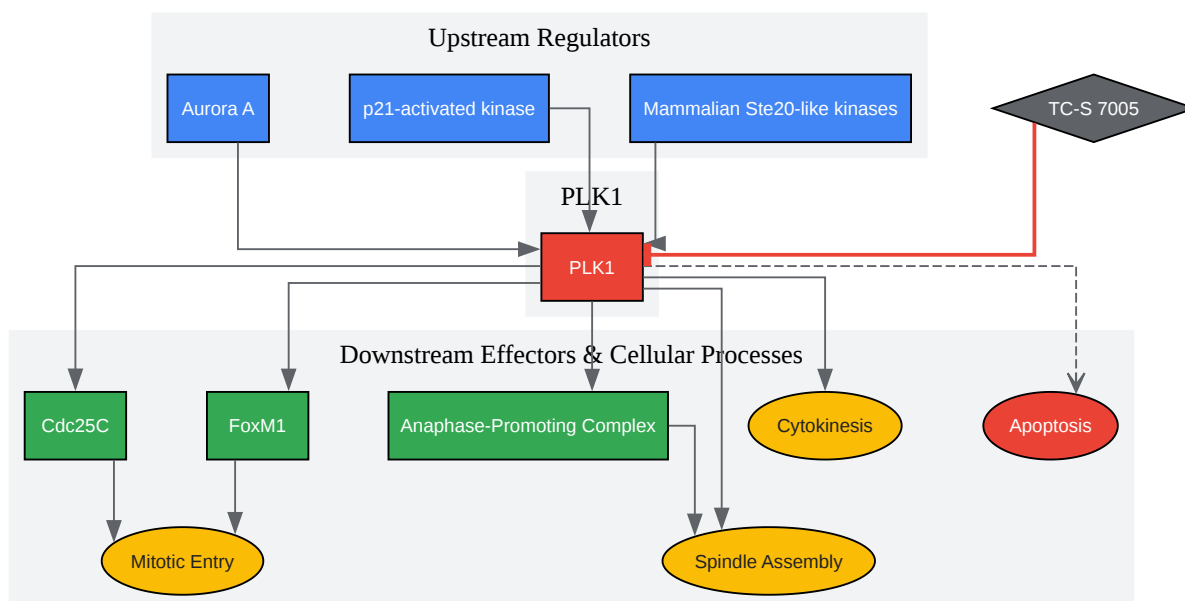 Upstream Regulators
Aurora A
p21-activated kinase
Mammalian Ste20-like kinases
TC-S 7005
PLK1
PLK1
Downstream Effectors & Cellular Processes
Cdc25C
FoxM1
Anaphase-Promoting Complex
Cytokinesis
Apoptosis
Mitotic Entry
Spindle Assembly